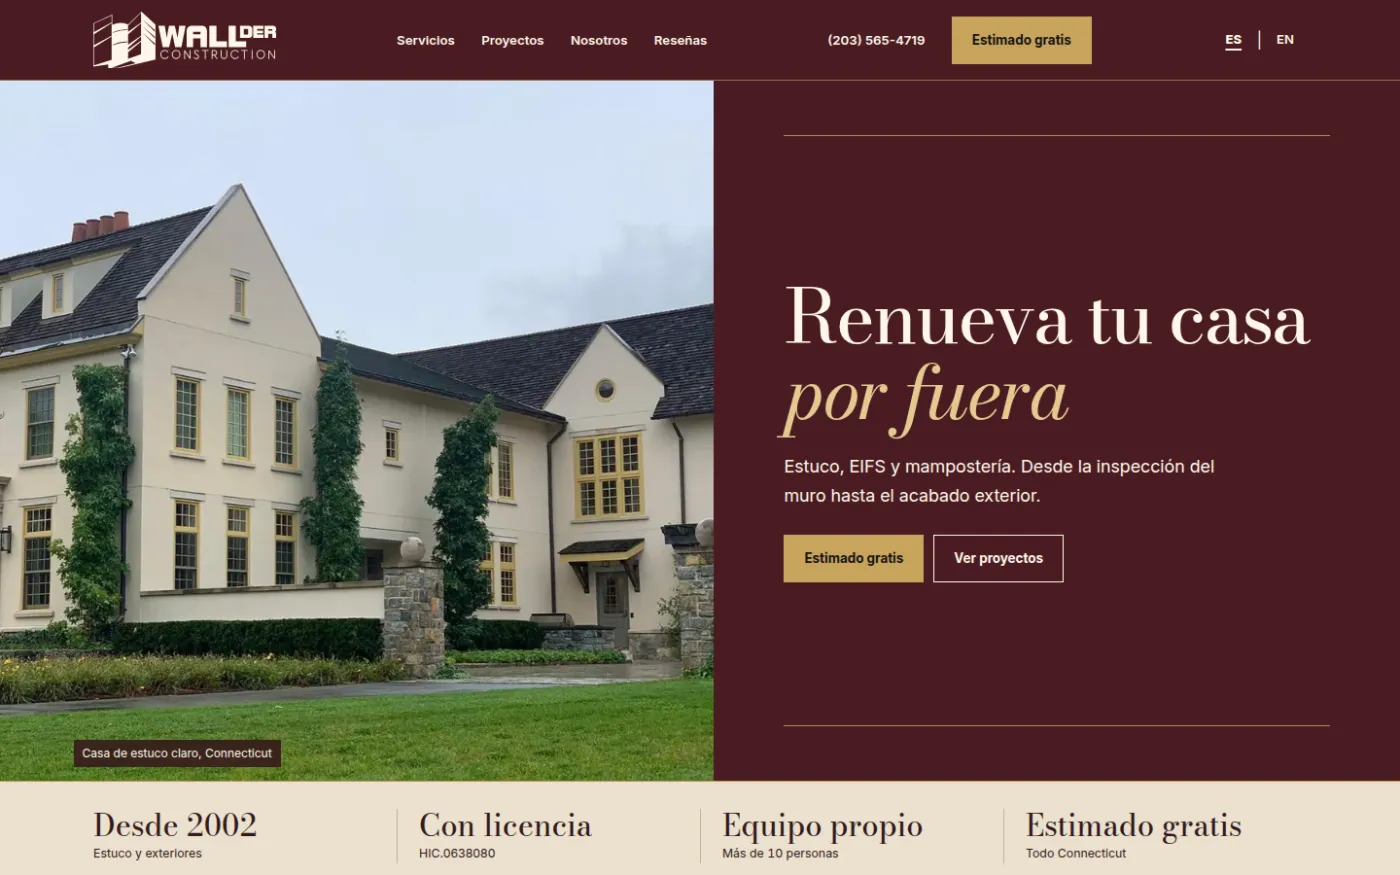 WALLDER
CONSTRUCTION
Servicios
Proyectos
Nosotros
Reseñas
(203) 565-4719
Estimado gratis
ES
EN
Renueva tu casa
por fuera
Estuco, EIFS y mampostería. Desde la inspección del
muro hasta el acabado exterior.
Estimado gratis
Ver proyectos
Casa de estuco claro, Connecticut
Desde 2002
Estuco y exteriores
Con licencia
HIC.0638080
Equipo propio
Más de 10 personas
Estimado gratis
Todo Connecticut